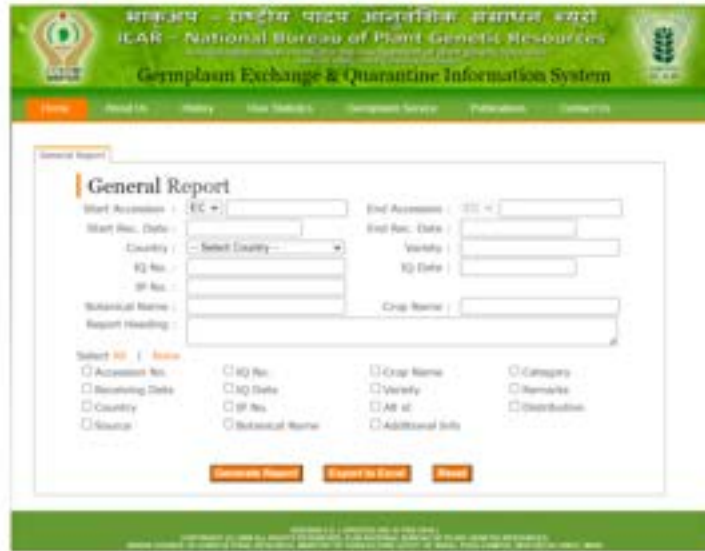 भाकृअनुप - राष्ट्रीय पादप आनुवंशिक संसाधन ब्यूरो
ICAR - National Bureau of Plant Genetic Resources
Germplasm Exchange & Quarantine Information System
Home About Us History View Statistics Germplasm Service Publications Contact Us
General Report
General Report
Start Accession : EC End Accession : EC
Start Rec. Date : End Rec. Date :
Country : -- Select Country -- Variety :
IQ No. : IQ Date :
IP No. :
Botanical Name : Crop Name :
Report Heading :
Select All | None
Accession No. IQ No. Crop Name Category
Receiving Date IQ Date Variety Remarks
Country IP No. Alt id Distribution
Source Botanical Name Additional Info
Generate Report Export to Excel Reset